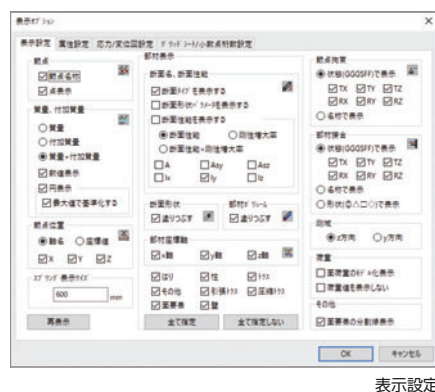 表示オプション
表示設定 属性設定 応力/変位図設定 グリッド・シート/小数点桁数設定
節点
節点名称
点表示
質量、付加質量
質量
付加質量
質量+付加質量
数値表示
円表示
最大値で基準化する
節点位置
軸名 座標値
X Y Z
スプリング 表示サイズ
600 mm
再表示
部材表示
断面名、断面性能
断面タイプを表示する
断面形状パラメータを表示する
断面性能を表示する
断面性能 剛性増大率
断面性能*剛性増大率
A Asy Asz
Ix Iy Iz
断面形状
塗りつぶす
部材ボリューム
塗りつぶす
部材座標軸
x軸 y軸 z軸
はり 柱 トラス
その他 引張トラス 圧縮トラス
面要素 壁
全て指定 全て指定しない
節点拘束
状態(GGGSFF)で表示
TX TY TZ
RX RY RZ
名前で表示
部材接合
状態(GGGSFF)で表示
TX TY TZ
RX RY RZ
名前で表示
形状(◎△□◇)で表示
剛域
z方向 y方向
荷重
面荷重のモデル化表示
荷重値を表示しない
その他
面要素の分割線表示
OK キャンセル
表示設定